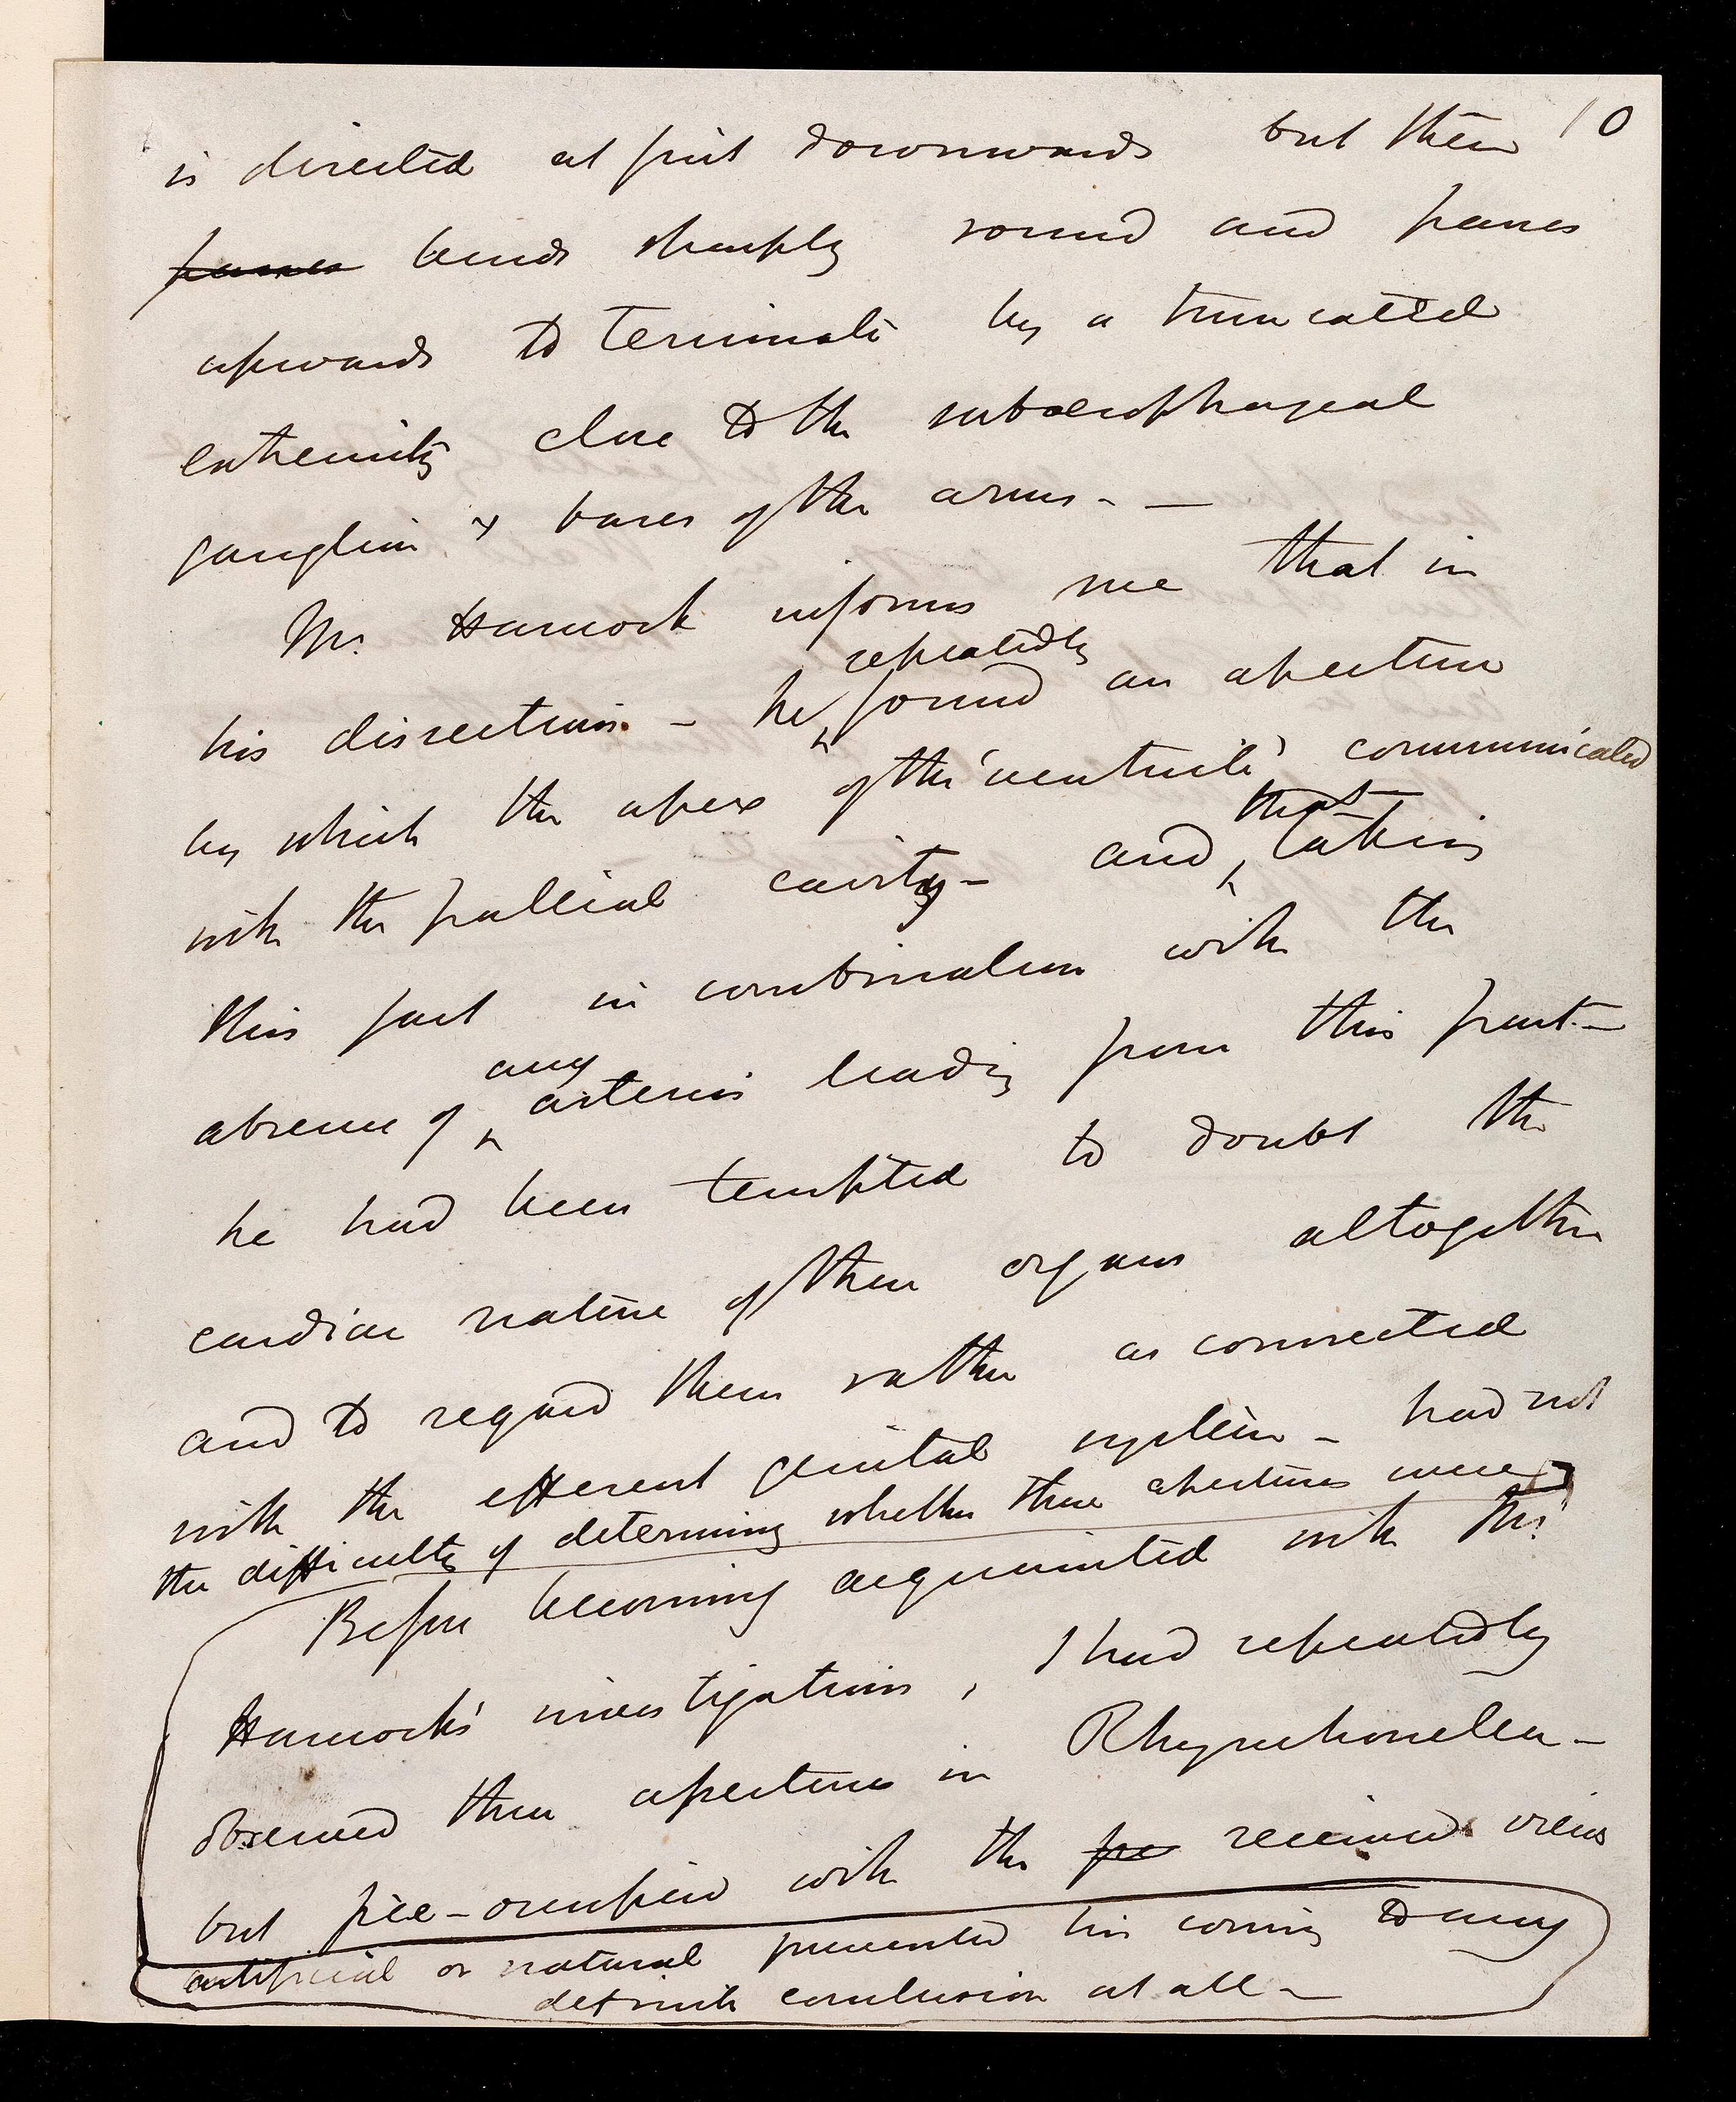 10
is directed at first downwards but then
passes bends sharply round and passes
upwards to terminate by a truncated
extremity close to the subœsophageal
ganglion & bases of the arms. —
Mr. Hancock informs me that in
repeatedly
his dissections – he found an aperture
by which the apex of the 'ventricle' communicated
with the pallial cavity – and that taking
this fact in combination with the
any
absence of arteries leading from this part –
he had been tempted to doubt the
cardiac nature of these organs altogether
and to regard them rather as connected
with the efferent genital system – had not
the difficulty of determining whether these apertures were
Before becoming acquainted with Mr.
Hancock's investigations, I had repeatedly
observed these apertures in Rhynchonella –
but pre-occupied with the pre received views
artificial or natural prevented his coming to any
definite conclusion at all –